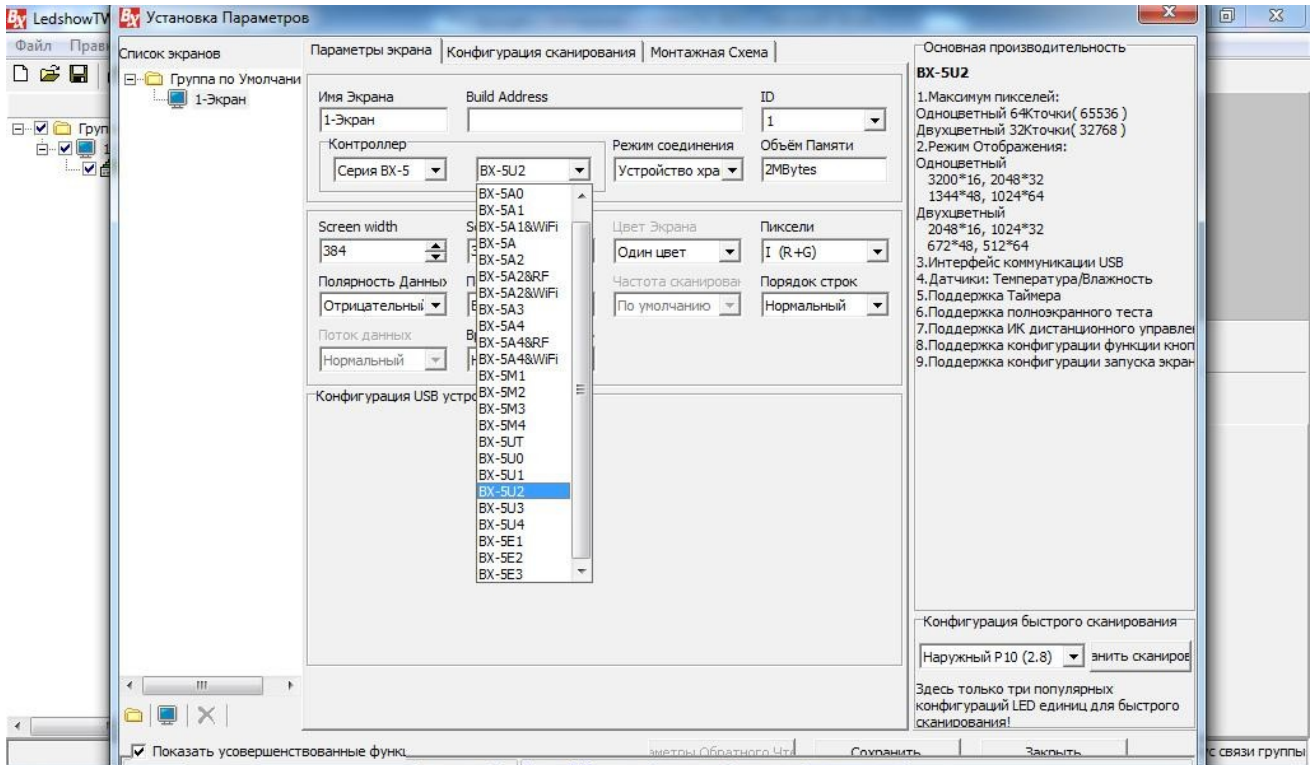 LedshowTW
Установка Параметров
Файл
Список экранов
Группа по Умолчани
1-Экран
Груп
1
Параметры экрана
Конфигурация сканирования
Монтажная Схема
Имя Экрана
Build Address
ID
1-Экран
1
Контроллер
Режим соединения
Объём Памяти
Серия BX-5
BX-5U2
Устройство хра
2MBytes
BX-5A0
BX-5A1
BX-5A1&WiFi
BX-5A
BX-5A2
BX-5A2&RF
BX-5A2&WiFi
BX-5A3
BX-5A4
BX-5A4&RF
BX-5A4&WiFi
BX-5M1
BX-5M2
BX-5M3
BX-5M4
BX-5UT
BX-5U0
BX-5U1
BX-5U2
BX-5U3
BX-5U4
BX-5E1
BX-5E2
BX-5E3
Screen width
Цвет Экрана
Пиксели
384
Один цвет
I (R+G)
Полярность Данных
Частота сканирован
Порядок строк
Отрицательный
По умолчанию
Нормальный
Поток данных
Нормальный
Конфигурация USB устро
Основная производительность
BX-5U2
1.Максимум пикселей:
Одноцветный 64Кточки( 65536 )
Двухцветный 32Кточки( 32768 )
2.Режим Отображения:
Одноцветный
3200*16, 2048*32
1344*48, 1024*64
Двухцветный
2048*16, 1024*32
672*48, 512*64
3.Интерфейс коммуникации USB
4.Датчики: Температура/Влажность
5.Поддержка Таймера
6.Поддержка полноэкранного теста
7.Поддержка ИК дистанционного управле
8.Поддержка конфигурации функции кноп
9.Поддержка конфигурации запуска экран
Конфигурация быстрого сканирования
Наружный P10 (2.8)
энить сканиров
Здесь только три популярных
конфигураций LED единиц для быстрого
сканирования!
Показать усовершенствованные функц
Сохранить
Закрыть
с связи группы